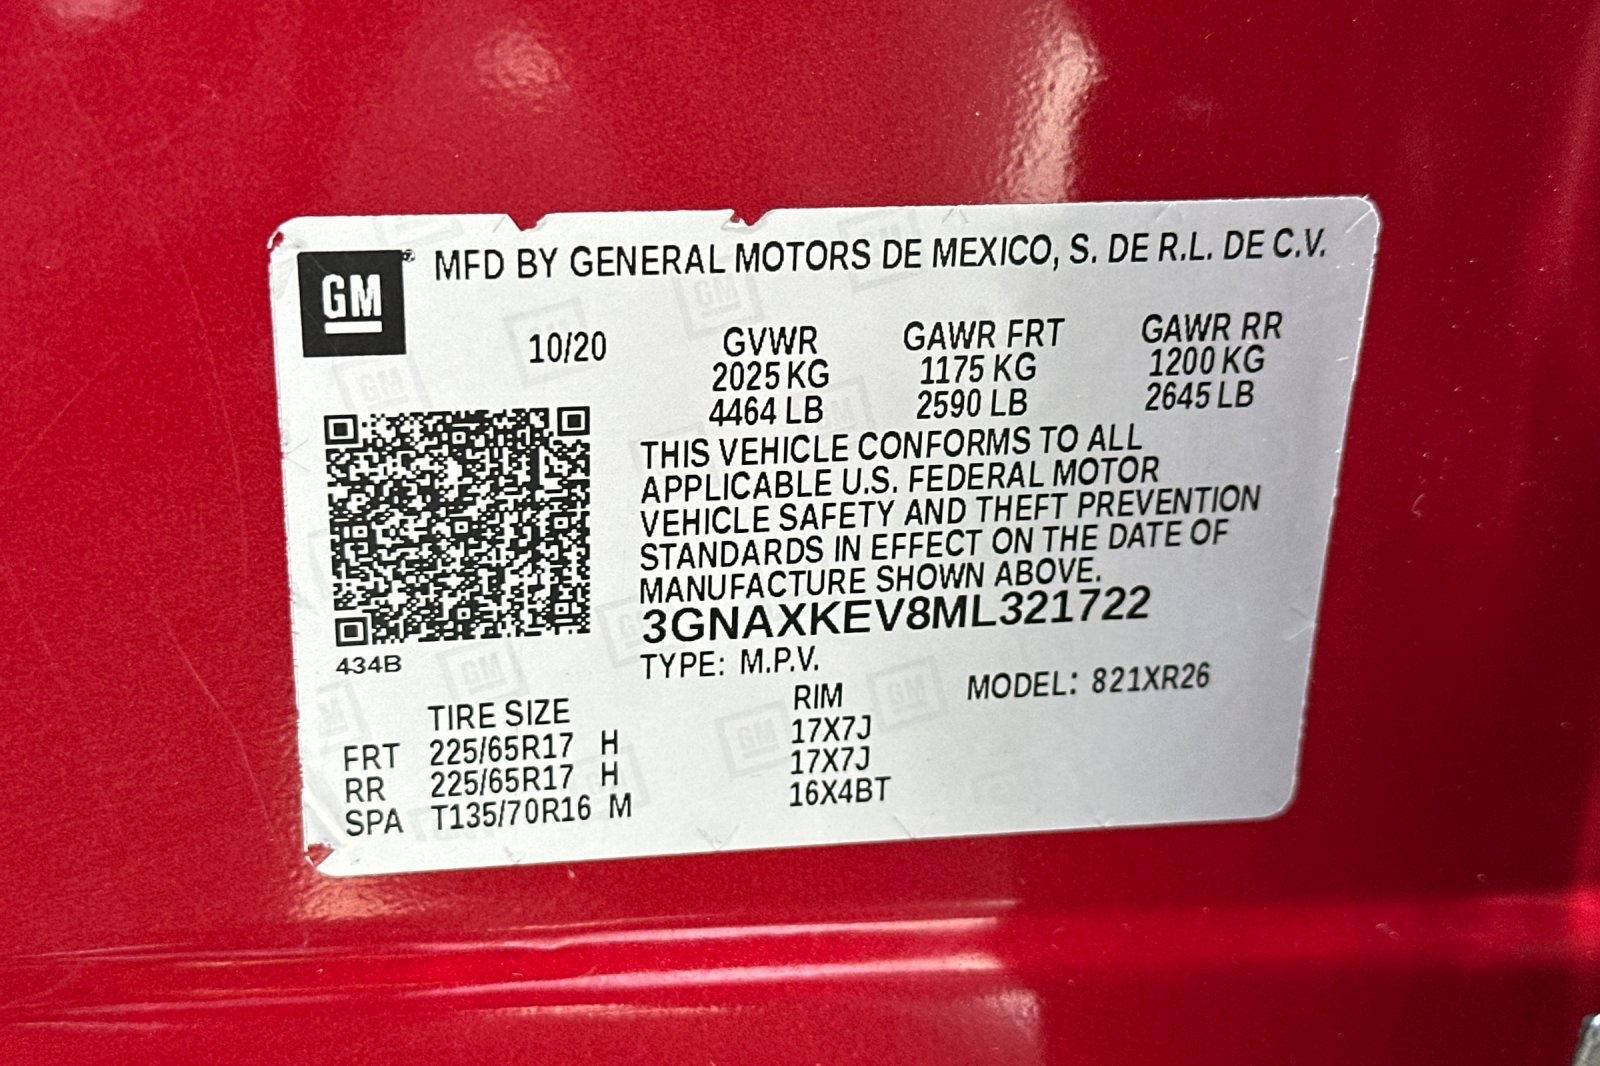 GM MFD BY GENERAL MOTORS DE MEXICO, S. DE R.L. DE C.V.
10/20 GVWR GAWR FRT GAWR RR
2025 KG 1175 KG 1200 KG
4464 LB 2590 LB 2645 LB
THIS VEHICLE CONFORMS TO ALL
APPLICABLE U.S. FEDERAL MOTOR
VEHICLE SAFETY AND THEFT PREVENTION
STANDARDS IN EFFECT ON THE DATE OF
MANUFACTURE SHOWN ABOVE.
3GNAXKEV8ML321722
434B TYPE: M.P.V. MODEL: 821XR26
TIRE SIZE RIM
FRT 225/65R17 H 17X7J
RR 225/65R17 H 17X7J
SPA T135/70R16 M 16X4BT